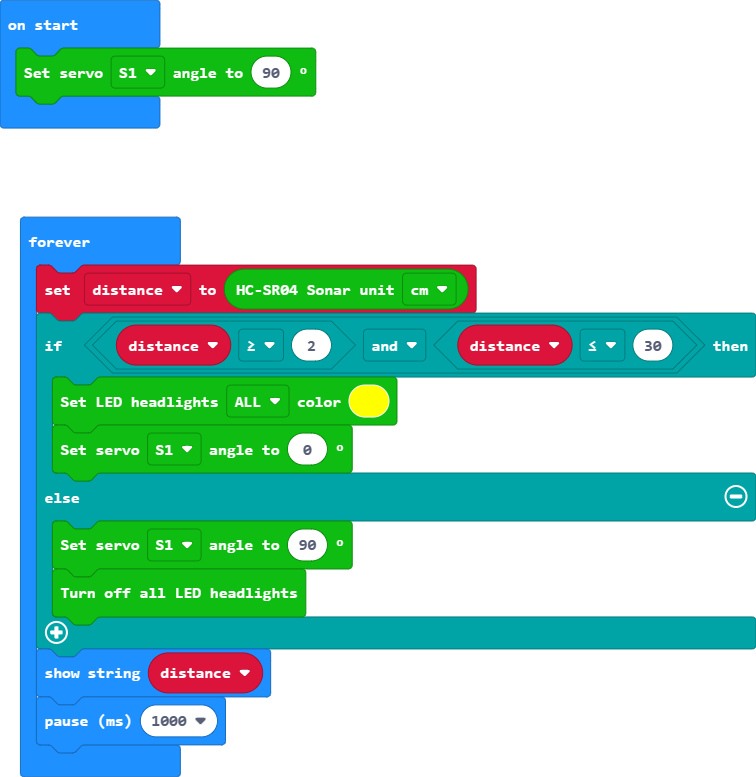 on start
Set servo S1 angle to 90 °
forever
set distance to HC-SR04 Sonar unit cm
if distance ≥ 2 and distance ≤ 30 then
Set LED headlights ALL color
Set servo S1 angle to 0 °
else
Set servo S1 angle to 90 °
Turn off all LED headlights
show string distance
pause (ms) 1000